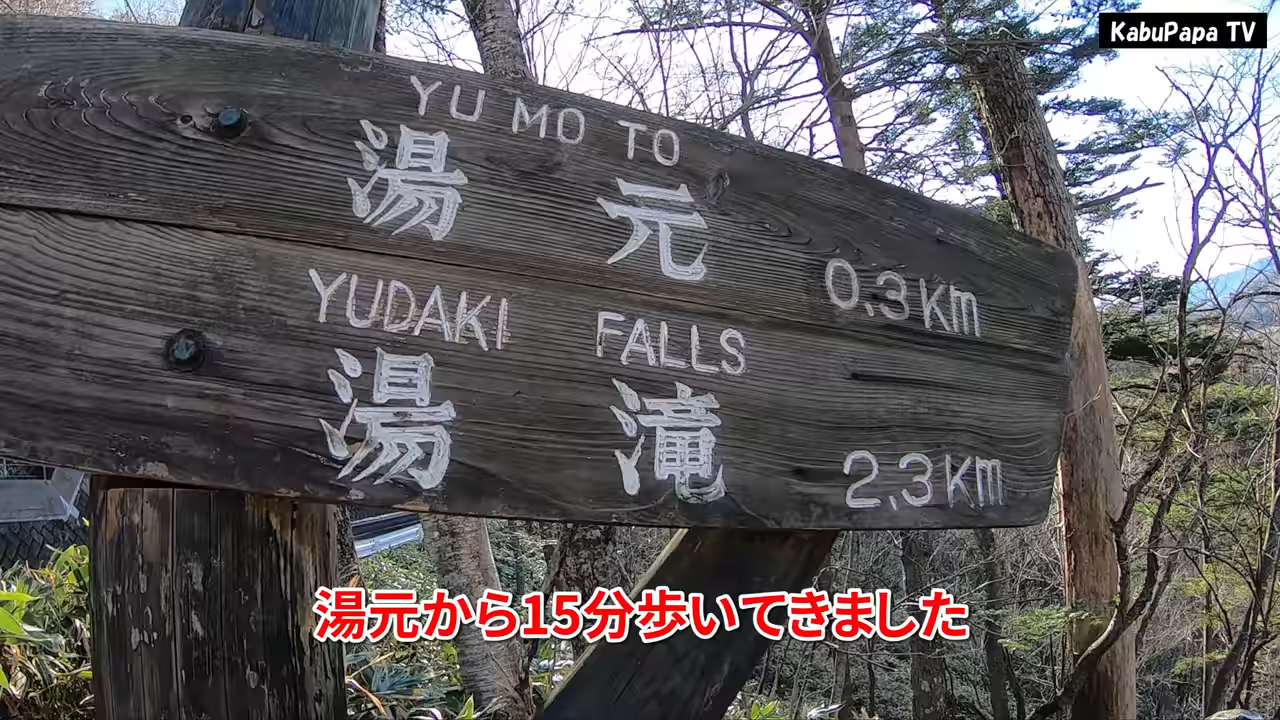 KabuPapa TV
YU MO TO
湯元 0.3Km
YUDAKI FALLS
湯滝 2.3Km
湯元から15分歩いてきました